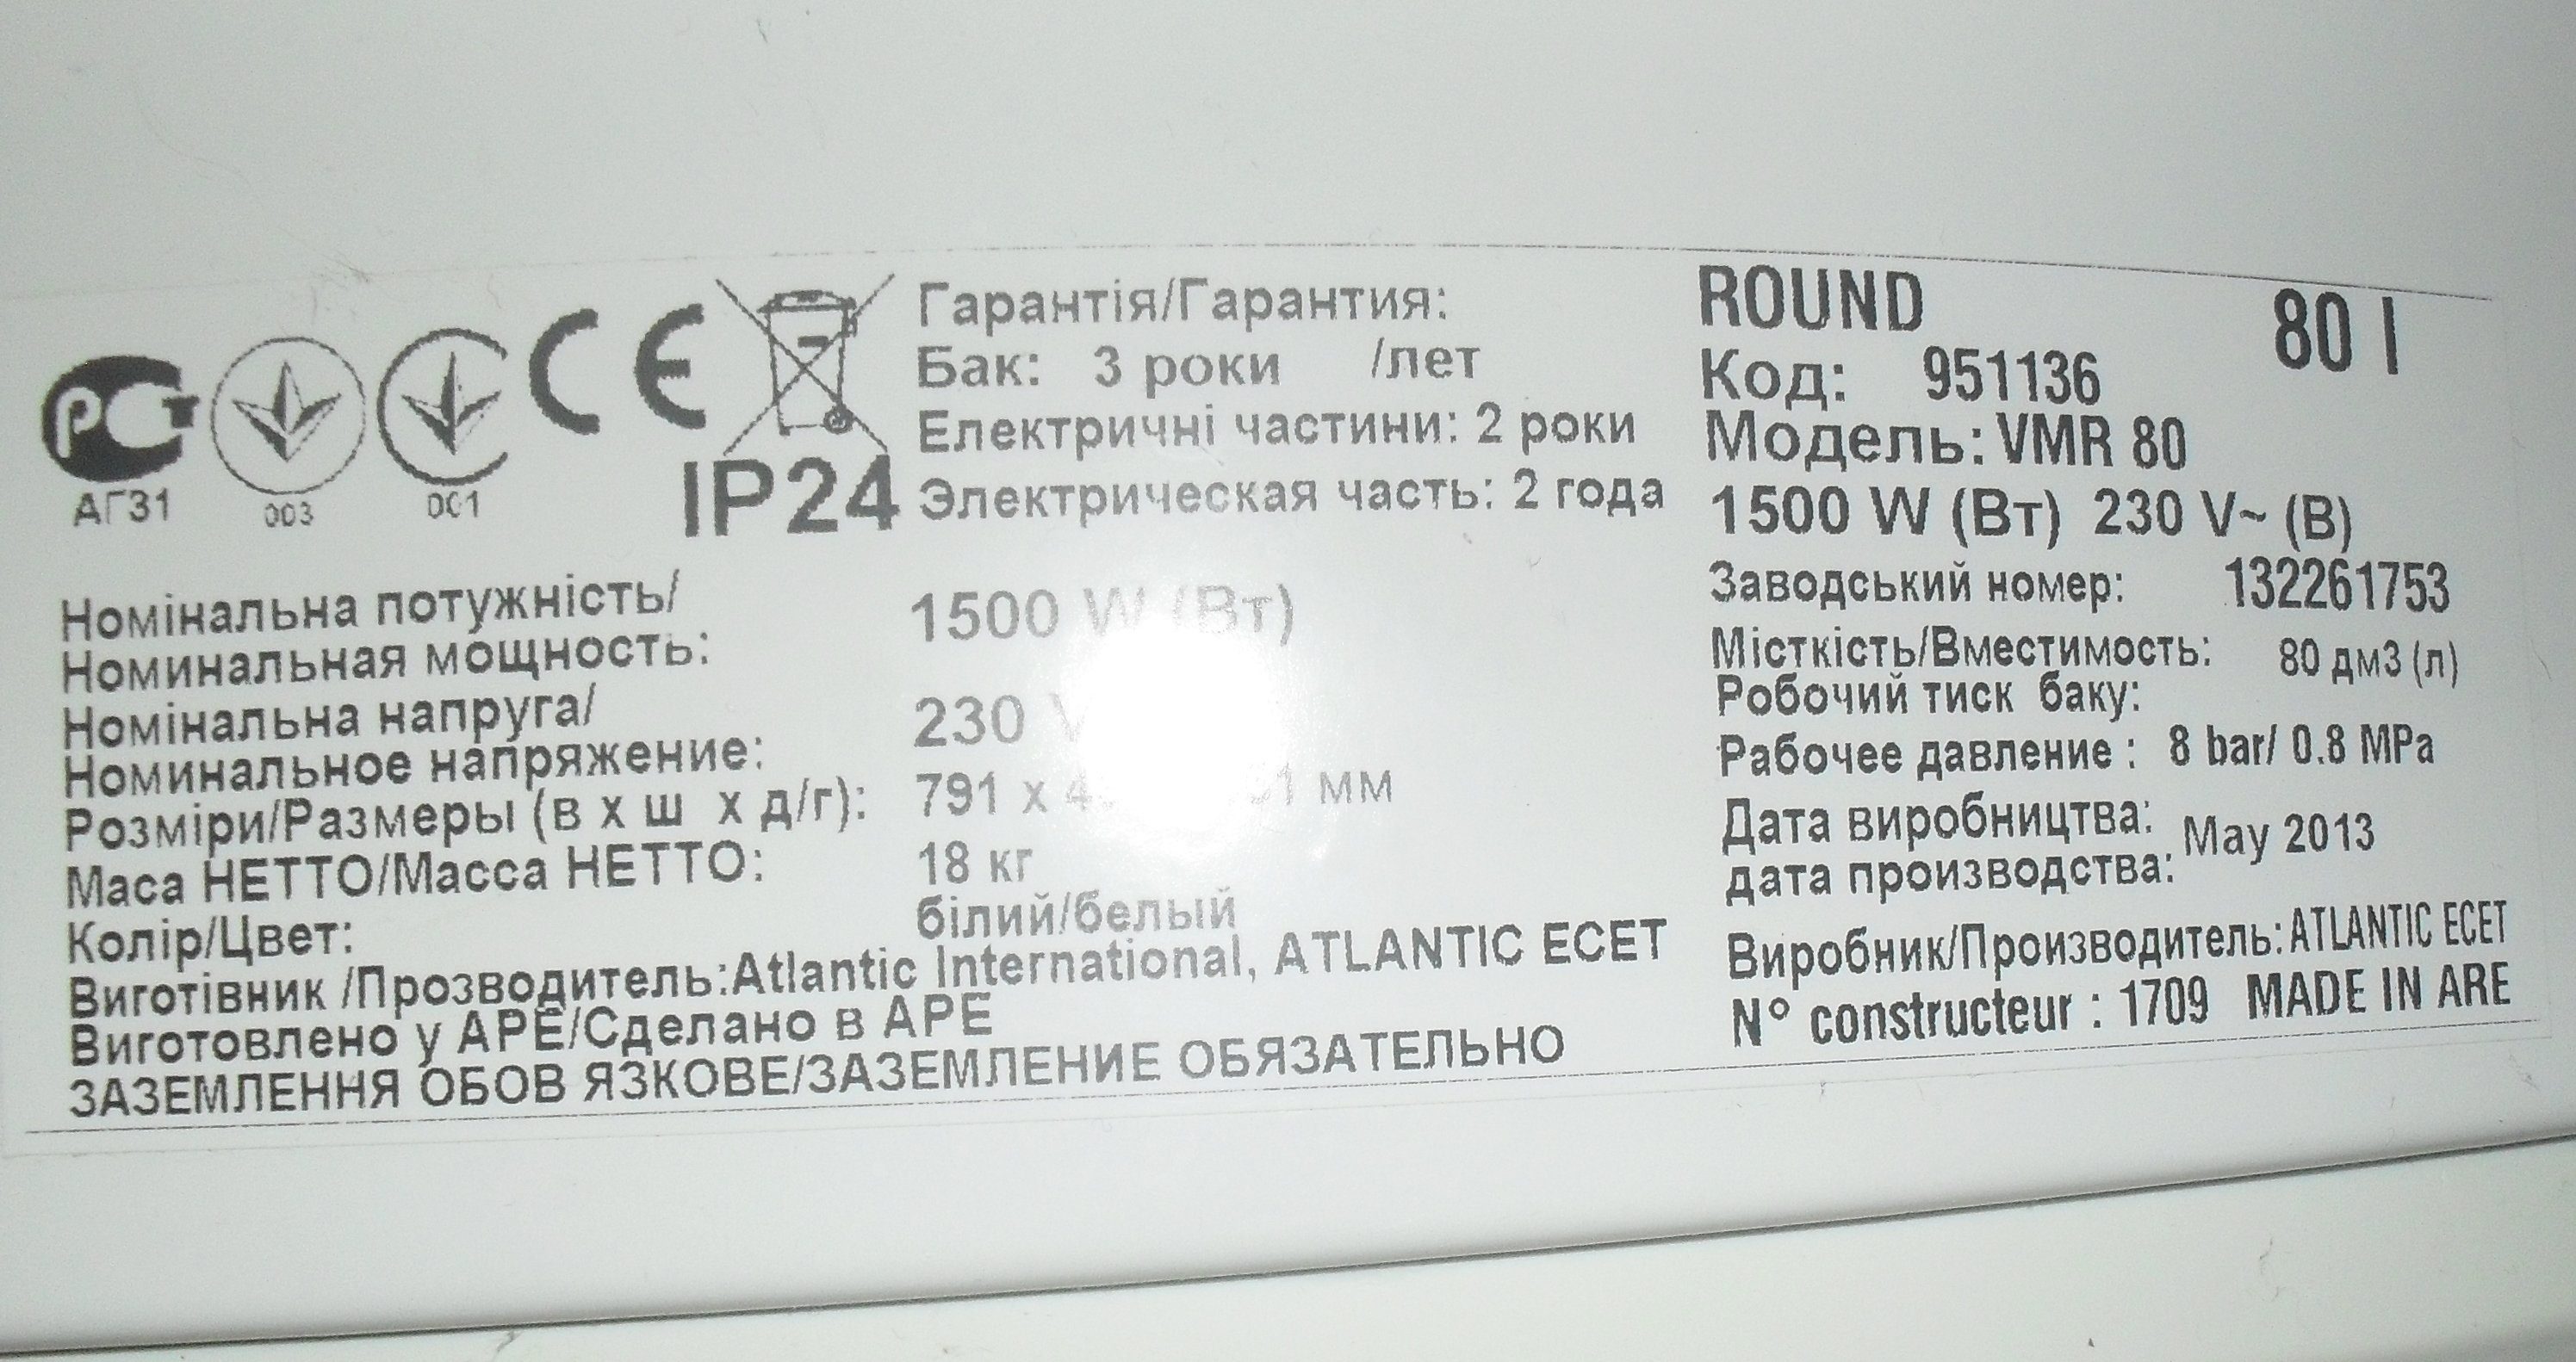 РСТ
АГ31
003
001
CE
IP24
Гарантія/Гарантия:
Бак: 3 роки /лет
Електричні частини: 2 роки
Электрическая часть: 2 года
Номінальна потужність/
Номинальная мощность: 1500 W (Вт)
Номінальна напруга/
Номинальное напряжение: 230
Розміри/Размеры (в х ш х д/г): 791 x мм
Маса НЕТТО/Масса НЕТТО: 18 кг
Колір/Цвет: білий/белый
Виготівник /Прозводитель:Atlantic International, ATLANTIC ECET
Виготовлено у АРЕ/Сделано в АРЕ
ЗАЗЕМЛЕННЯ ОБОВ ЯЗКОВЕ/ЗАЗЕМЛЕНИЕ ОБЯЗАТЕЛЬНО
ROUND 80 l
Код: 951136
Модель: VMR 80
1500 W (Вт) 230 V~ (В)
Заводський номер: 132261753
Місткість/Вместимость: 80 дм3 (л)
Робочий тиск баку:
Рабочее давление : 8 bar/ 0.8 MPa
Дата виробництва:
дата производства: May 2013
Виробник/Производитель: ATLANTIC ECET
N° constructeur : 1709 MADE IN ARE